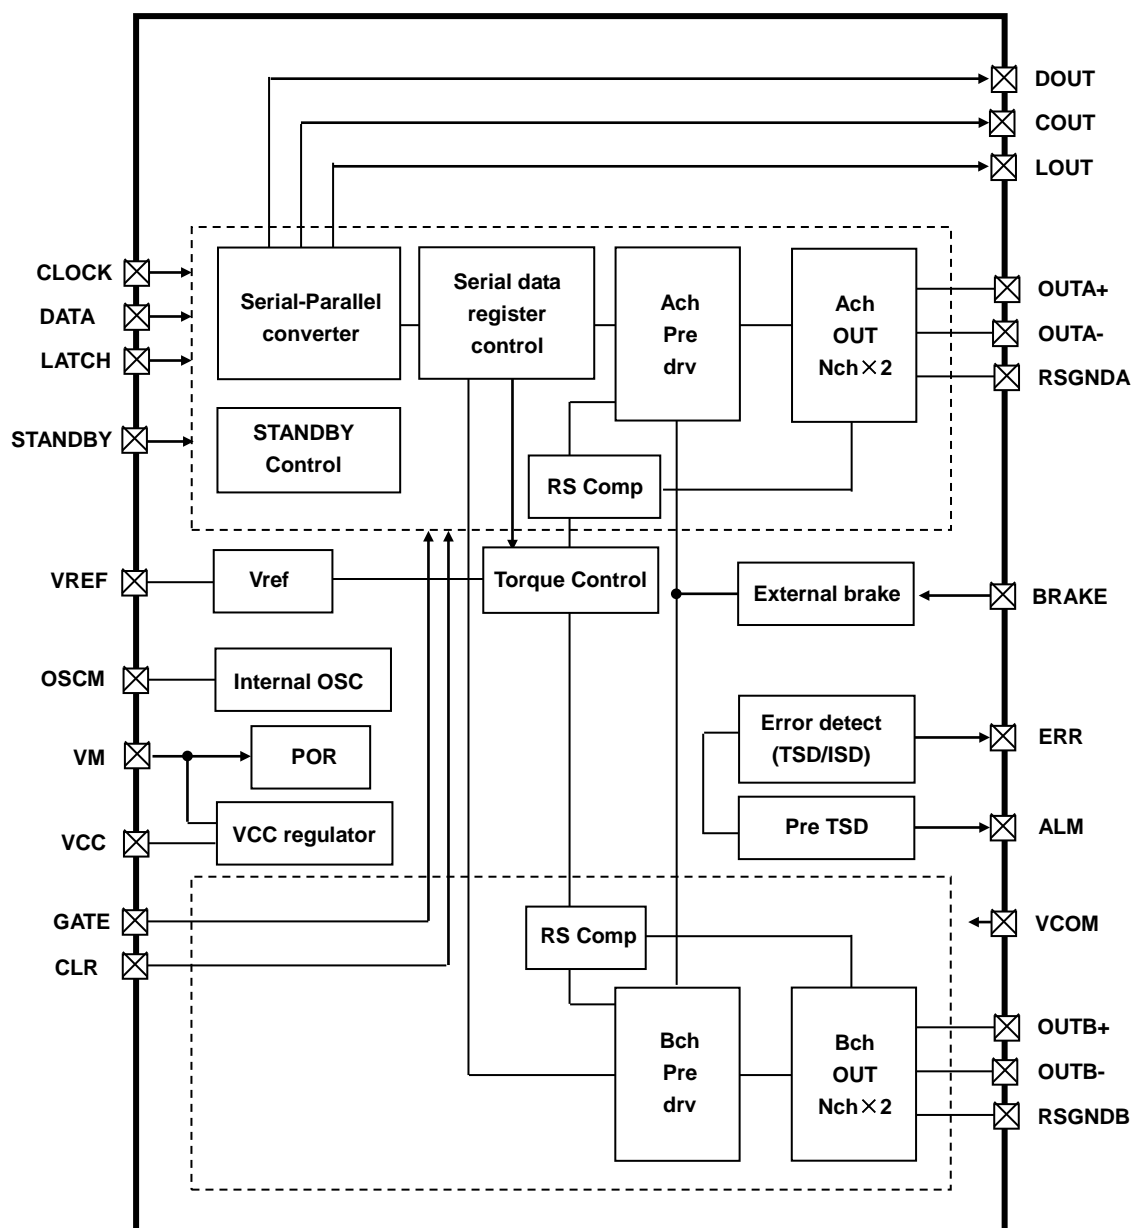 DOUT
COUT
LOUT
CLOCK
DATA
LATCH
STANDBY
Serial-Parallel
converter
Serial data
register
control
Ach
Pre
drv
Ach
OUT
Nch×2
OUTA+
OUTA-
RSGNDA
STANDBY
Control
RS Comp
VREF
Vref
Torque Control
External brake
BRAKE
OSCM
Internal OSC
VM
POR
Error detect
(TSD/ISD)
ERR
VCC
VCC regulator
Pre TSD
ALM
GATE
CLR
RS Comp
VCOM
Bch
Pre
drv
Bch
OUT
Nch×2
OUTB+
OUTB-
RSGNDB